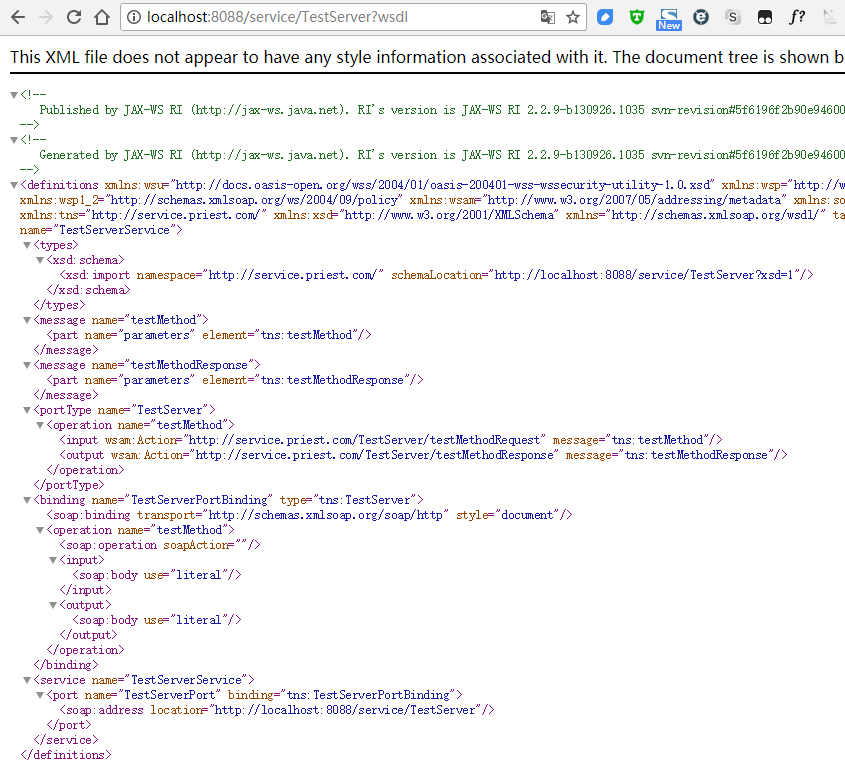 localhost:8088/service/TestServer?wsdl
New
S
f?
This XML file does not appear to have any style information associated with it. The document tree is shown b
<!--
Published by JAX-WS RI (http://jax-ws.java.net). RI's version is JAX-WS RI 2.2.9-b130926.1035 svn-revision#5f6196f2b90e94600
-->
<!--
Generated by JAX-WS RI (http://jax-ws.java.net). RI's version is JAX-WS RI 2.2.9-b130926.1035 svn-revision#5f6196f2b90e94600
-->
<definitions xmlns:wsu="http://docs.oasis-open.org/wss/2004/01/oasis-200401-wss-wssecurity-utility-1.0.xsd" xmlns:wsp="http://w
xmlns:wsp1_2="http://schemas.xmlsoap.org/ws/2004/09/policy" xmlns:wsam="http://www.w3.org/2007/05/addressing/metadata" xmlns:so
xmlns:tns="http://service.priest.com/" xmlns:xsd="http://www.w3.org/2001/XMLSchema" xmlns="http://schemas.xmlsoap.org/wsdl/" ta
name="TestServerService">
<types>
<xsd:schema>
<xsd:import namespace="http://service.priest.com/" schemaLocation="http://localhost:8088/service/TestServer?xsd=1"/>
</xsd:schema>
</types>
<message name="testMethod">
<part name="parameters" element="tns:testMethod"/>
</message>
<message name="testMethodResponse">
<part name="parameters" element="tns:testMethodResponse"/>
</message>
<portType name="TestServer">
<operation name="testMethod">
<input wsam:Action="http://service.priest.com/TestServer/testMethodRequest" message="tns:testMethod"/>
<output wsam:Action="http://service.priest.com/TestServer/testMethodResponse" message="tns:testMethodResponse"/>
</operation>
</portType>
<binding name="TestServerPortBinding" type="tns:TestServer">
<soap:binding transport="http://schemas.xmlsoap.org/soap/http" style="document"/>
<operation name="testMethod">
<soap:operation soapAction=""/>
<input>
<soap:body use="literal"/>
</input>
<output>
<soap:body use="literal"/>
</output>
</operation>
</binding>
<service name="TestServerService">
<port name="TestServerPort" binding="tns:TestServerPortBinding">
<soap:address location="http://localhost:8088/service/TestServer"/>
</port>
</service>
</definitions>